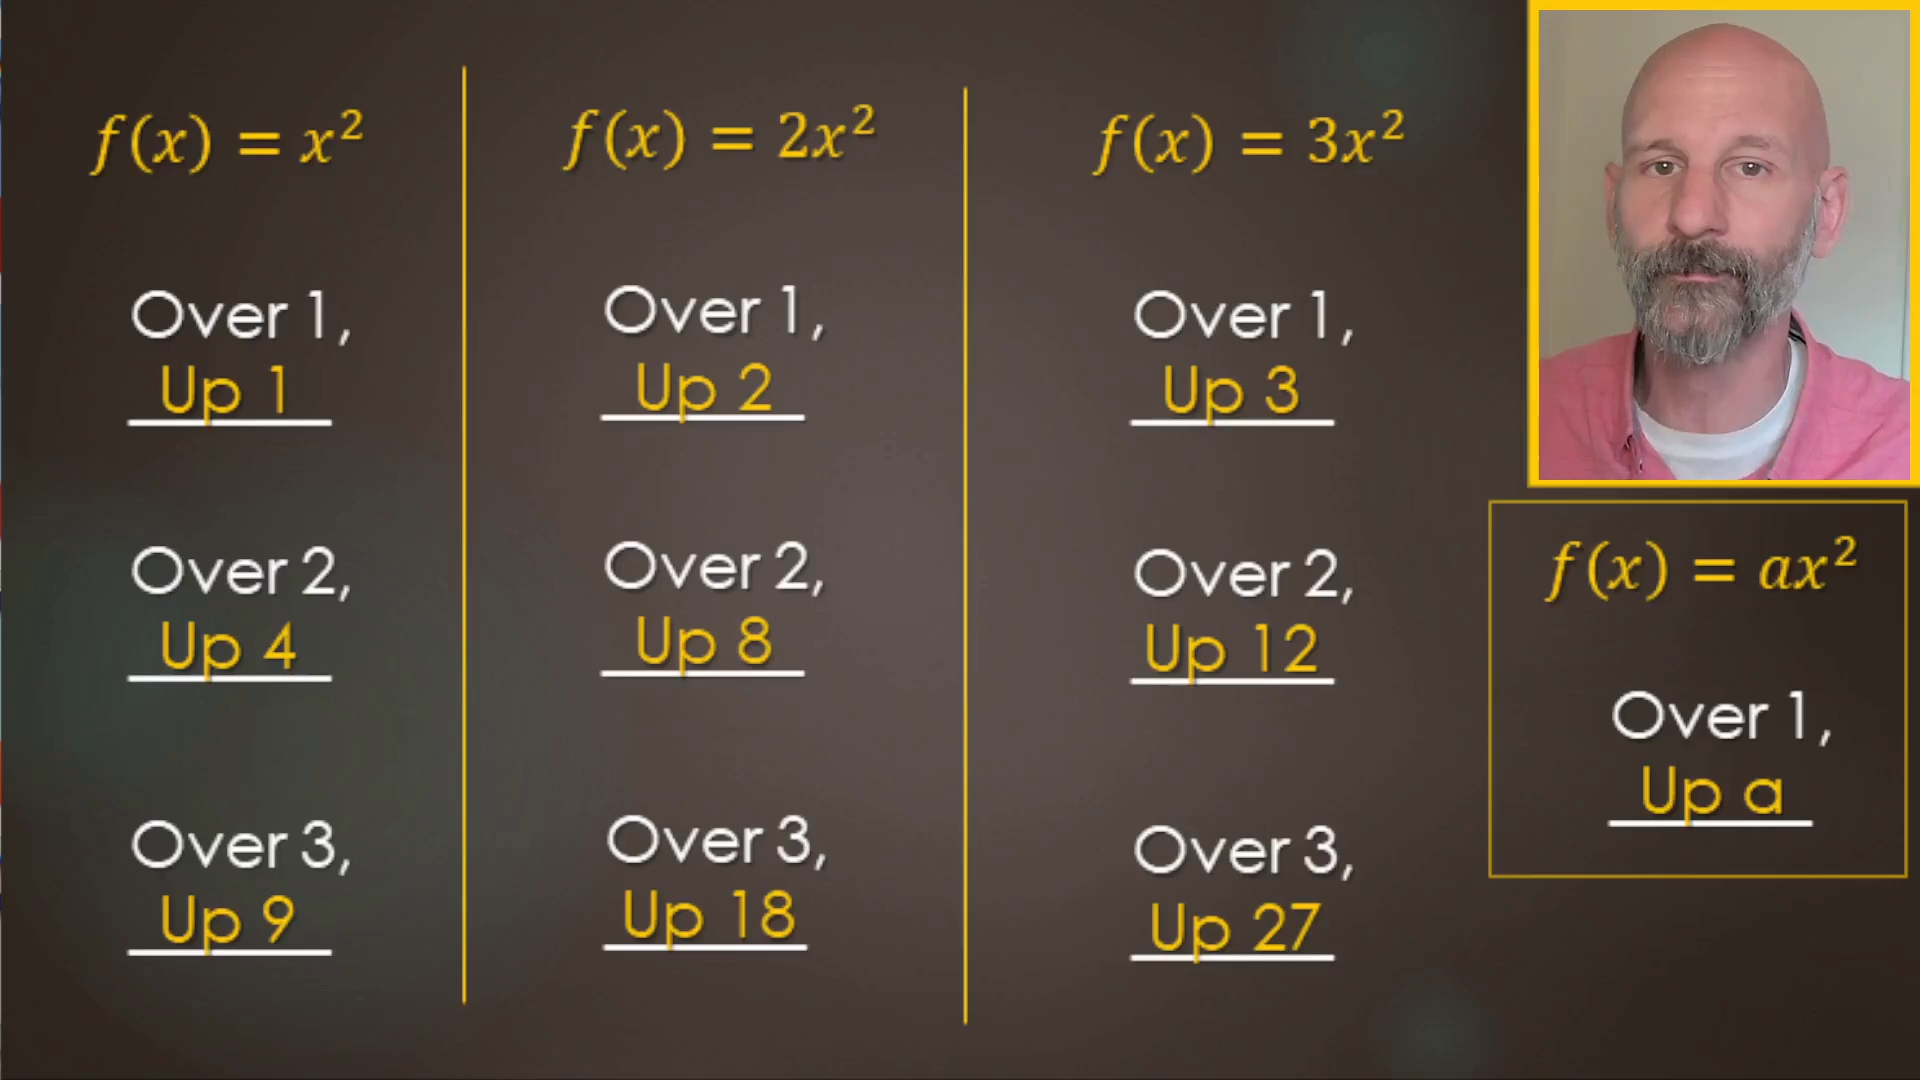 f(x) = x²
Over 1,
Up 1
Over 2,
Up 4
Over 3,
Up 9
f(x) = 2x²
Over 1,
Up 2
Over 2,
Up 8
Over 3,
Up 18
f(x) = 3x²
Over 1,
Up 3
Over 2,
Up 12
Over 3,
Up 27
f(x) = ax²
Over 1,
Up a